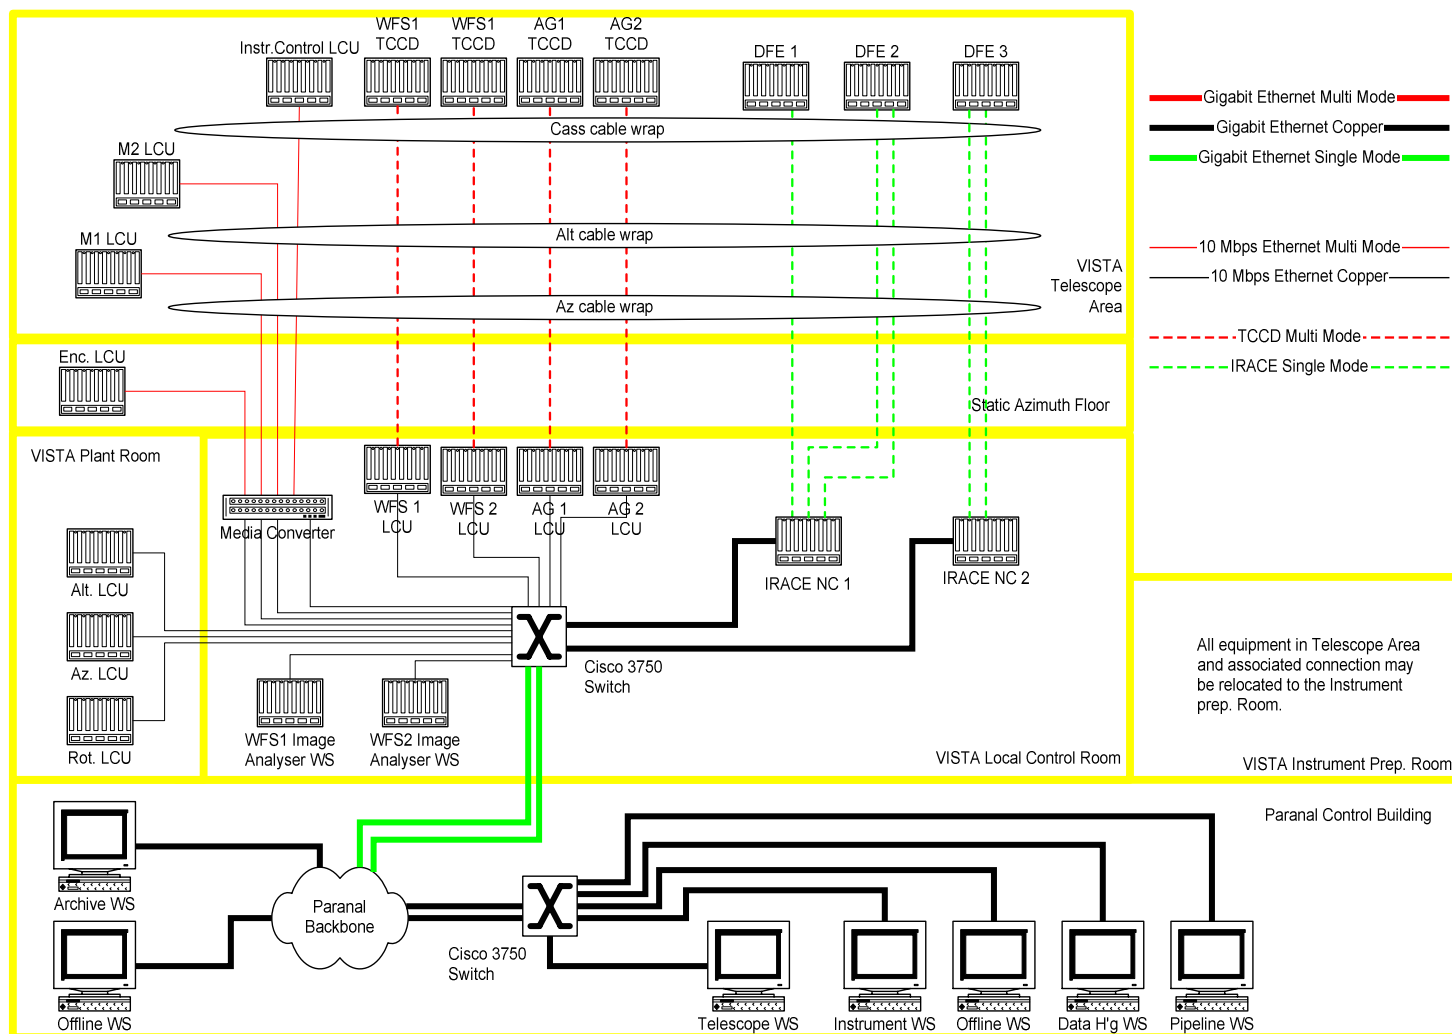 WFS1
TCCD
WFS1
TCCD
AG1
TCCD
AG2
TCCD
Instr.Control LCU
DFE 1
DFE 2
DFE 3
Cass cable wrap
M2 LCU
Alt cable wrap
M1 LCU
Az cable wrap
VISTA
Telescope
Area
Gigabit Ethernet Multi Mode
Gigabit Ethernet Copper
Gigabit Ethernet Single Mode
10 Mbps Ethernet Multi Mode
10 Mbps Ethernet Copper
TCCD Multi Mode
IRACE Single Mode
Enc. LCU
Static Azimuth Floor
VISTA Plant Room
Media Converter
WFS 1
LCU
WFS 2
LCU
AG 1
LCU
AG 2
LCU
IRACE NC 1
IRACE NC 2
Alt. LCU
Az. LCU
Rot. LCU
Cisco 3750
Switch
WFS1 Image
Analyser WS
WFS2 Image
Analyser WS
VISTA Local Control Room
All equipment in Telescope Area
and associated connection may
be relocated to the Instrument
prep. Room.
VISTA Instrument Prep. Room
Paranal Control Building
Archive WS
Paranal
Backbone
Offline WS
Cisco 3750
Switch
Telescope WS
Instrument WS
Offline WS
Data H'g WS
Pipeline WS